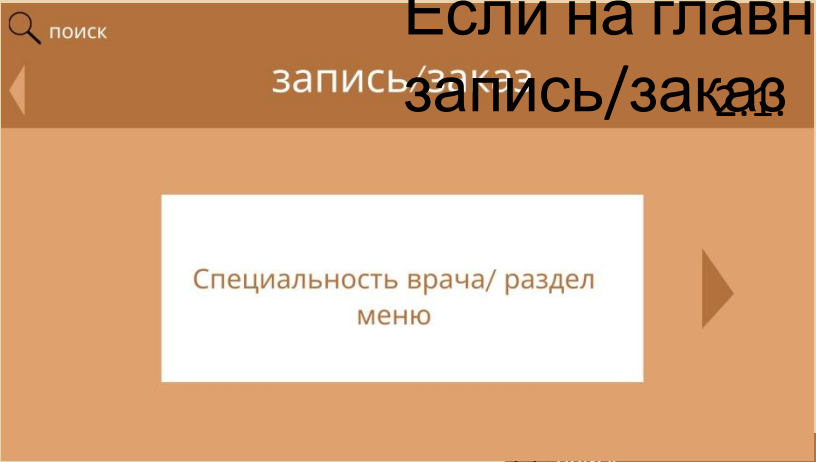 Если на главн
поиск
запись/заказ
запись/заказ
2.1.
Специальность врача/ раздел
меню